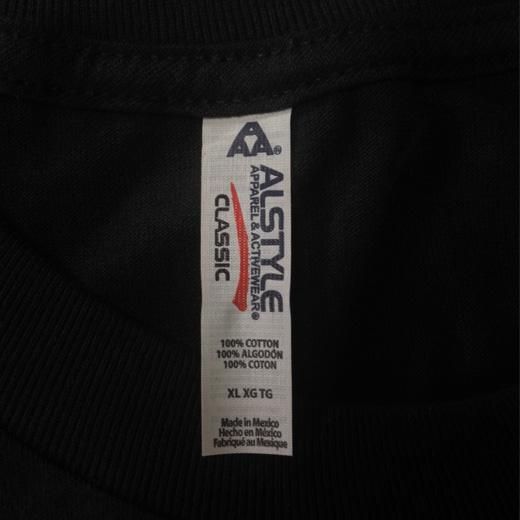 AAA®
ALSTYLE
APPAREL & ACTIVEWEAR®
CLASSIC
100% COTTON
100% ALGODÓN
100% COTON
XL XG TG
Made in Mexico
Hecho en México
Fabriqué au Mexique